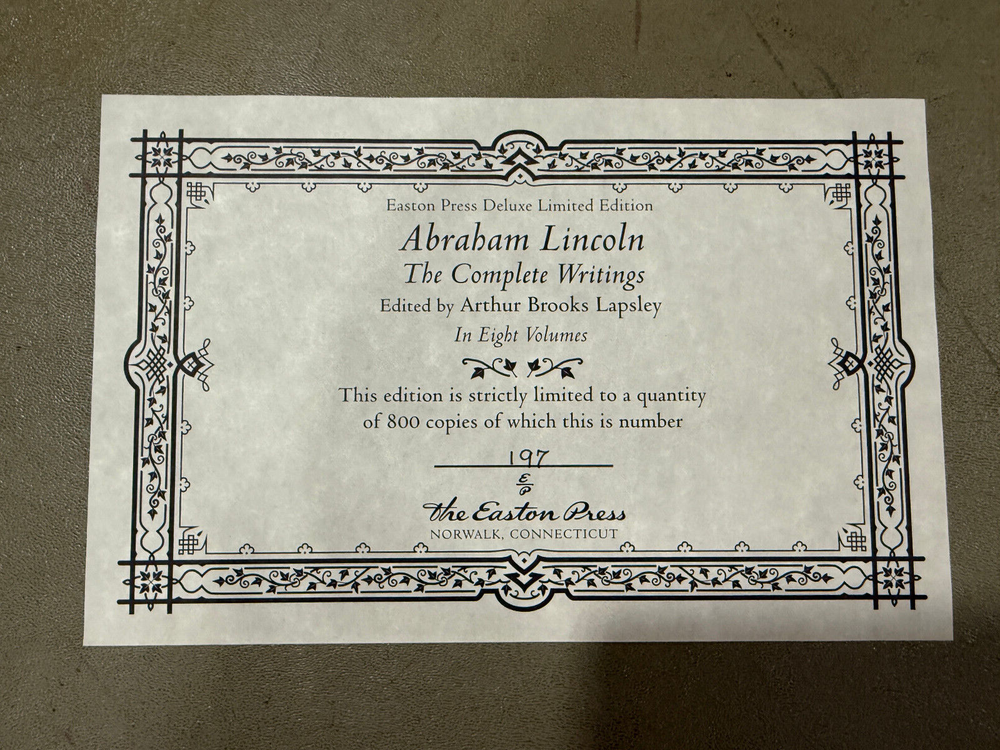 Easton Press Deluxe Limited Edition
Abraham Lincoln
The Complete Writings
Edited by Arthur Brooks Lapsley
In Eight Volumes
This edition is strictly limited to a quantity
of 800 copies of which this is number
197
E
P
the Easton Press
NORWALK, CONNECTICUT